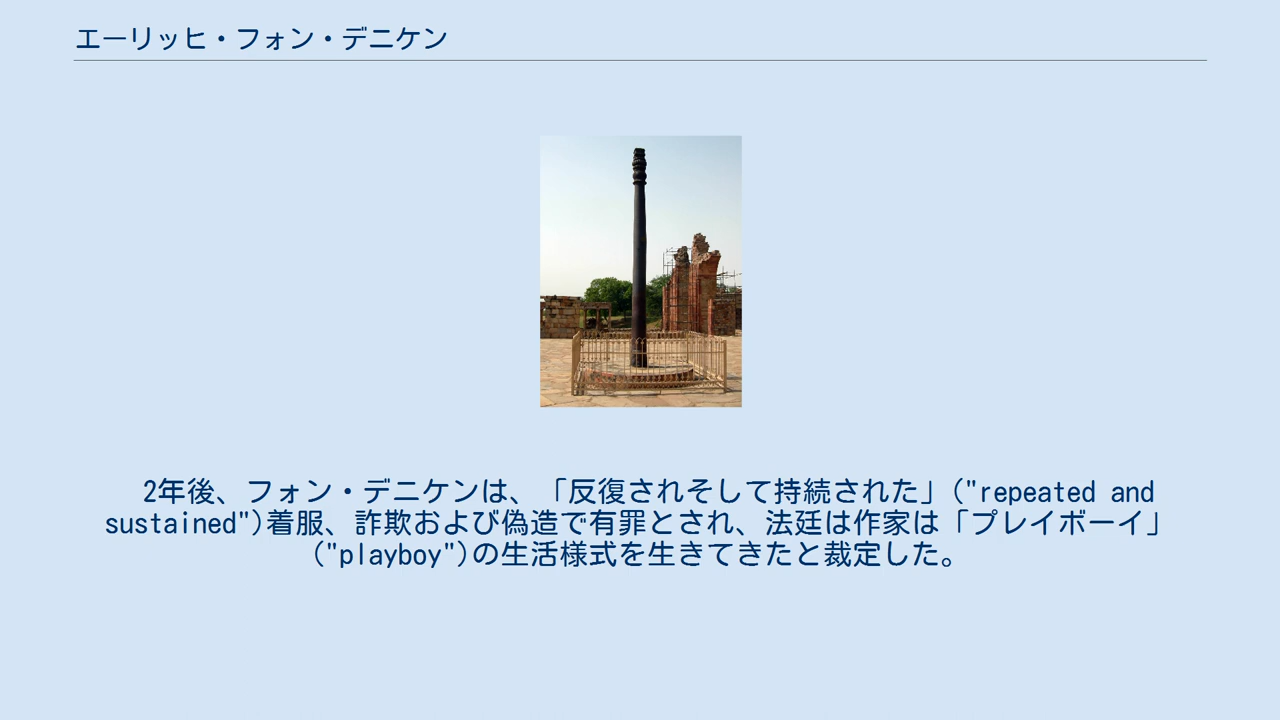 エーリッヒ・フォン・デニケン
2年後、フォン・デニケンは、「反復されそして持続された」("repeated and
sustained")着服、詐欺および偽造で有罪とされ、法廷は作家は「プレイボーイ」
("playboy")の生活様式を生きてきたと裁定した。